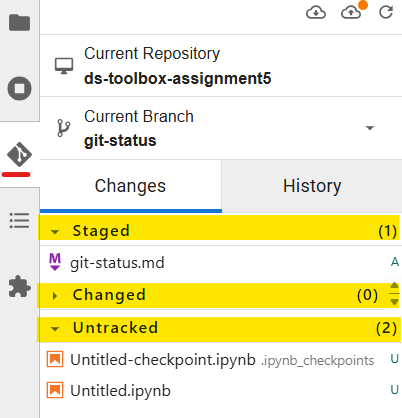 Current Repository
ds-toolbox-assignment5
Current Branch
git-status
Changes History
Staged (1)
M git-status.md A
Changed (0)
Untracked (2)
Untitled-checkpoint.ipynb .ipynb_checkpoints U
Untitled.ipynb U